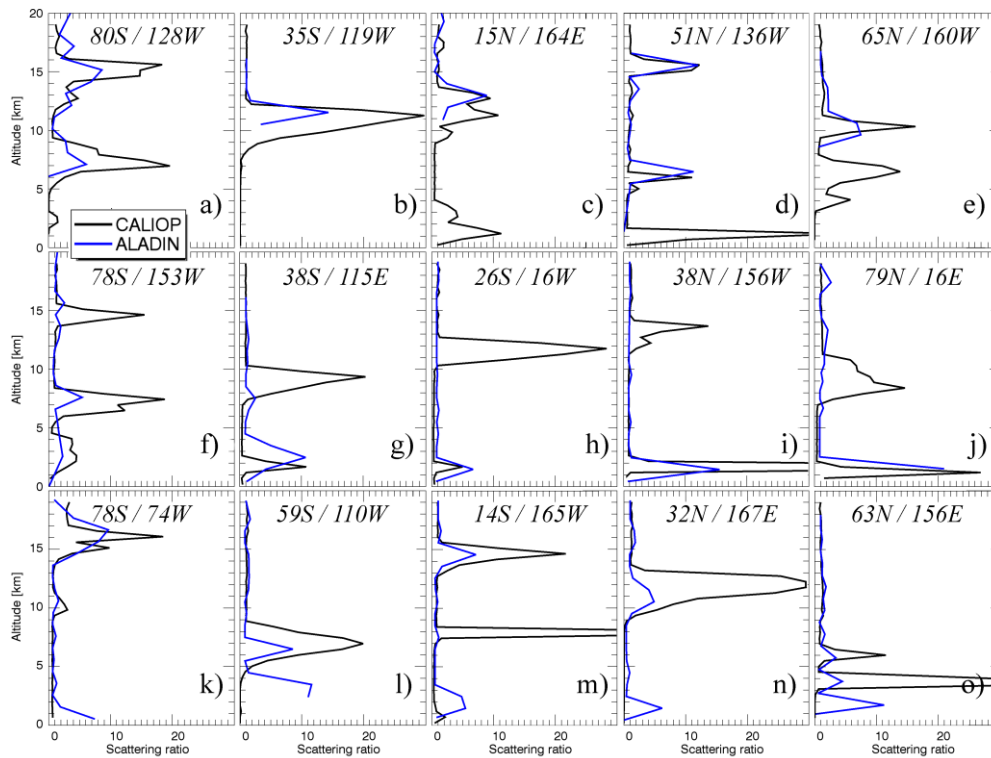 80S / 128W
35S / 119W
15N / 164E
51N / 136W
65N / 160W
20
15
10
5
0
Altitude [km]
a)
b)
c)
d)
e)
CALIOP
ALADIN
78S / 153W
38S / 115E
26S / 16W
38N / 156W
79N / 16E
15
10
5
0
Altitude [km]
f)
g)
h)
i)
j)
78S / 74W
59S / 110W
14S / 165W
32N / 167E
63N / 156E
15
10
5
0
Altitude [km]
k)
l)
m)
n)
o)
0 10 20
0 10 20
0 10 20
0 10 20
0 10 20
Scattering ratio
Scattering ratio
Scattering ratio
Scattering ratio
Scattering ratio